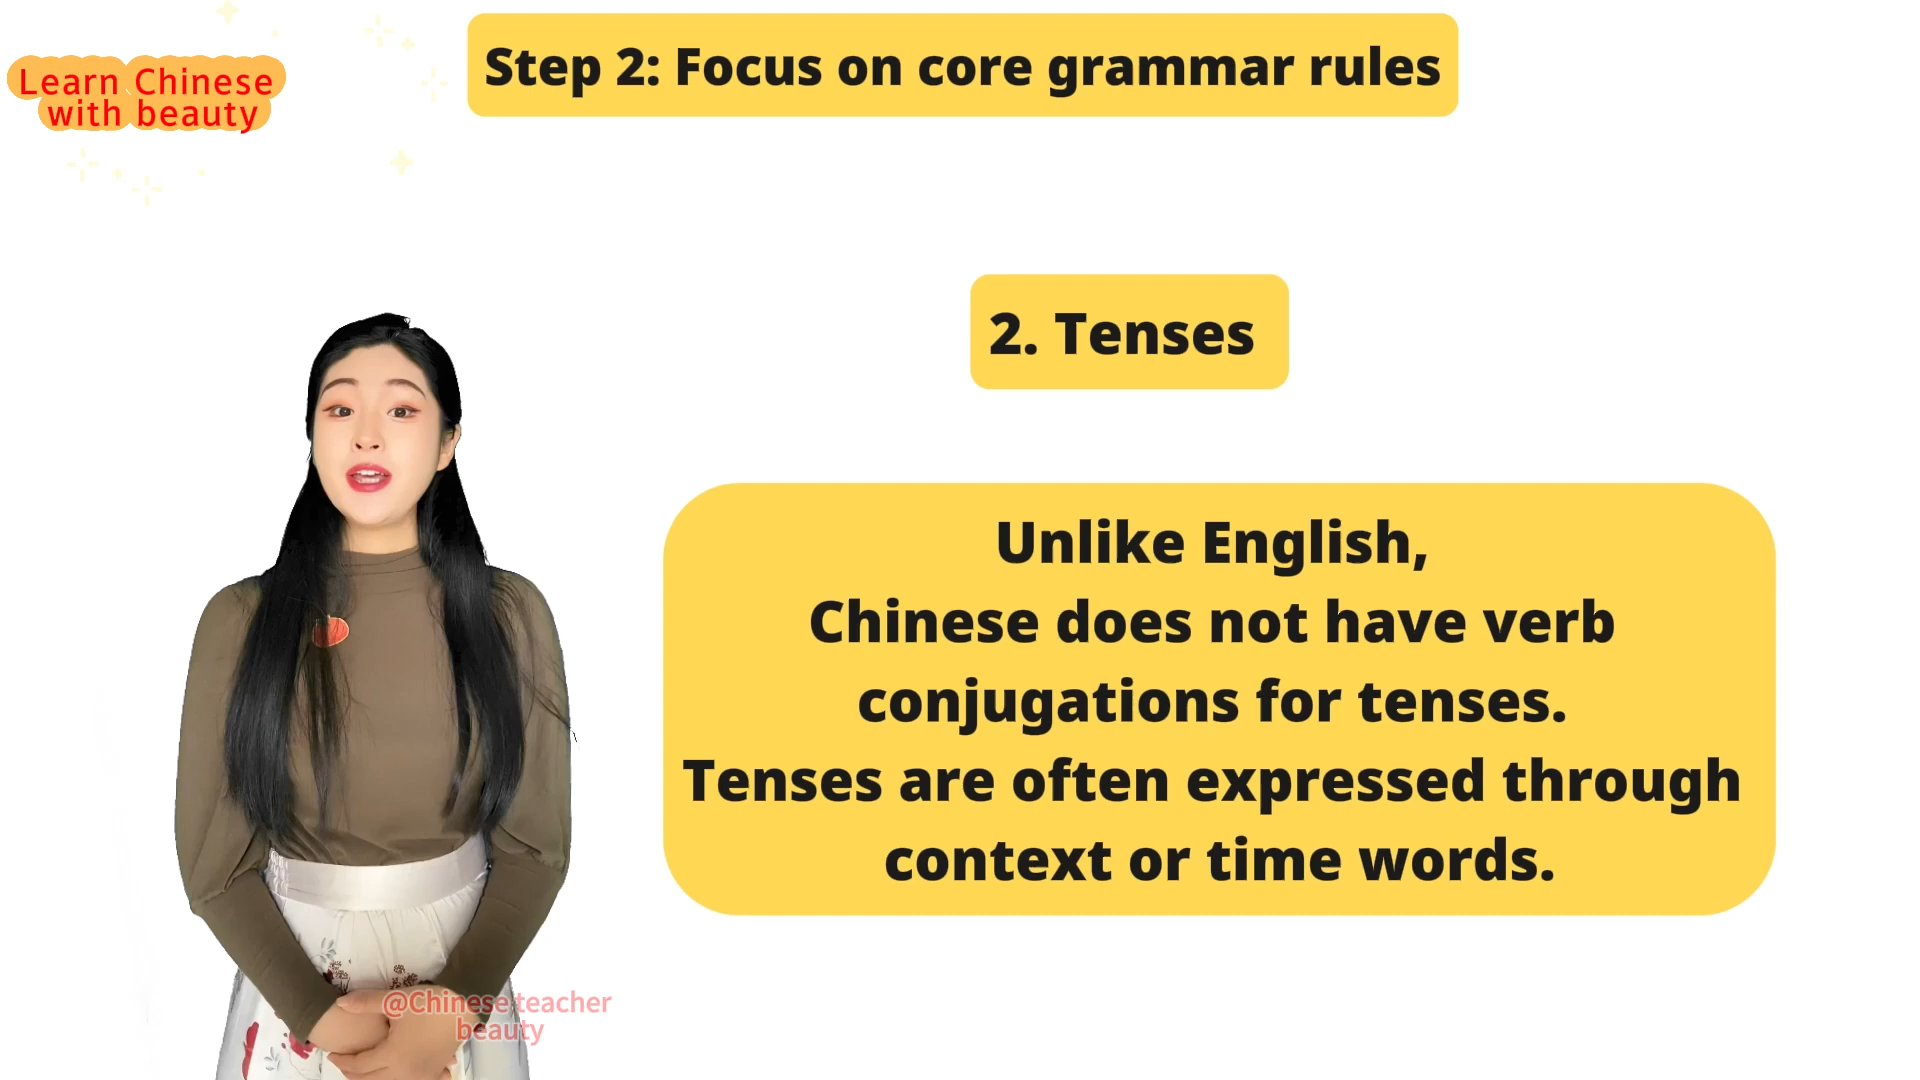 Learn Chinese
with beauty
Step 2: Focus on core grammar rules
2. Tenses
Unlike English,
Chinese does not have verb
conjugations for tenses.
Tenses are often expressed through
context or time words.
@Chinese teacher
beauty